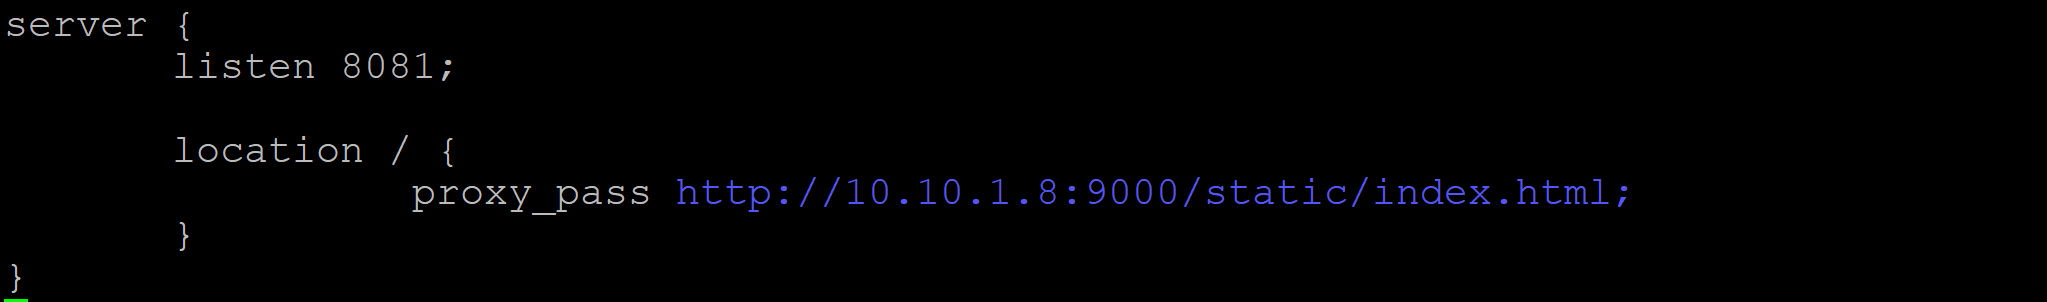 server {
listen 8081;
location / {
proxy_pass http://10.10.1.8:9000/static/index.html;
}
}